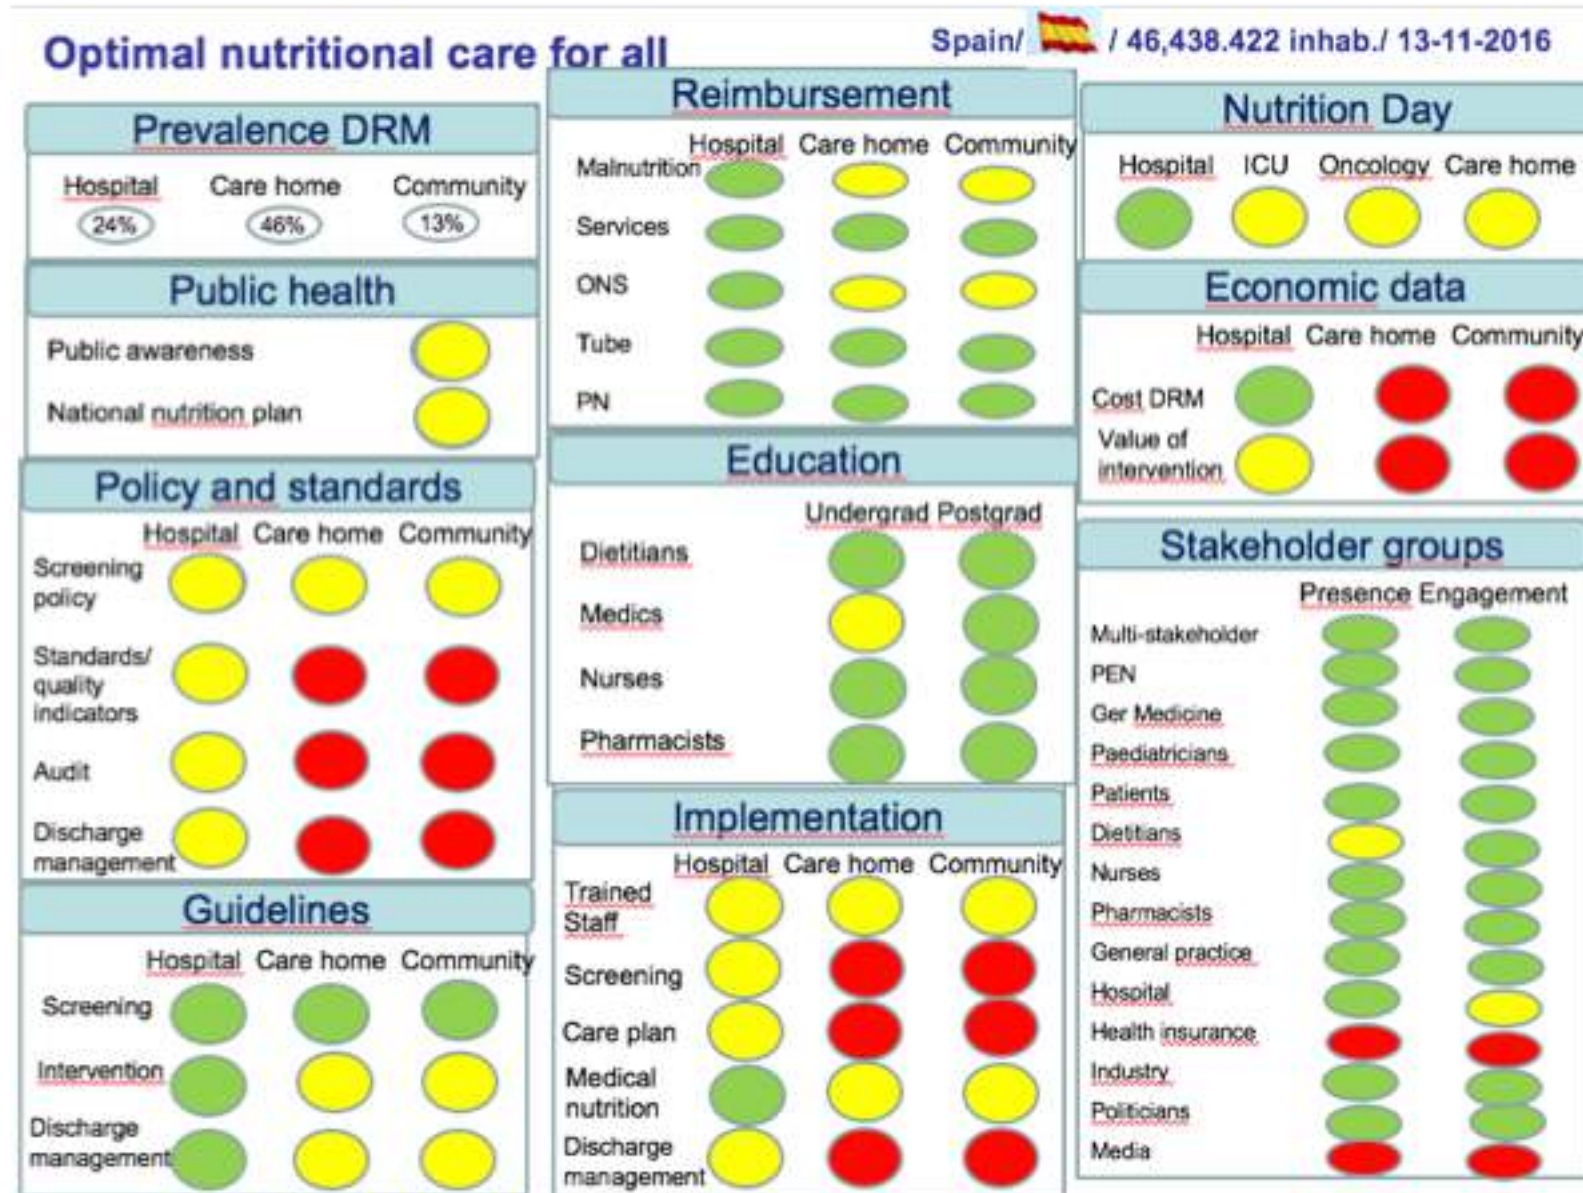 Optimal nutritional care for all
Spain/ / 46,438.422 inhab./ 13-11-2016
Prevalence DRM
Hospital Care home Community
24% 46% 13%
Public health
Public awareness
National nutrition plan
Policy and standards
Hospital Care home Community
Screening
policy
Standards/
quality
indicators
Audit
Discharge
management
Guidelines
Hospital Care home Community
Screening
Intervention
Discharge
management
Reimbursement
Hospital Care home Community
Malnutrition
Services
ONS
Tube
PN
Education
Undergrad Postgrad
Dietitians
Medics
Nurses
Pharmacists
Implementation
Hospital Care home Community
Trained
Staff
Screening
Care plan
Medical
nutrition
Discharge
management
Nutrition Day
Hospital ICU Oncology Care home
Economic data
Hospital Care home Community
Cost DRM
Value of
intervention
Stakeholder groups
Presence Engagement
Multi-stakeholder
PEN
Ger Medicine
Paediatricians
Patients
Dietitians
Nurses
Pharmacists
General practice
Hospital
Health insurance
Industry
Politicians
Media